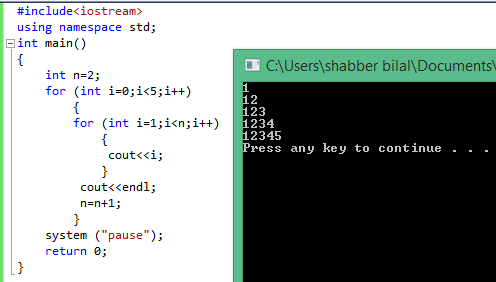 #include<iostream>
using namespace std;
int main()
{
int n=2;
for (int i=0;i<5;i++)
{
for (int i=1;i<n;i++)
{
cout<<i;
}
cout<<endl;
n=n+1;
}
system ("pause");
return 0;
}
C:\Users\shabber bilal\Documents\
1
12
123
1234
12345
Press any key to continue . . .